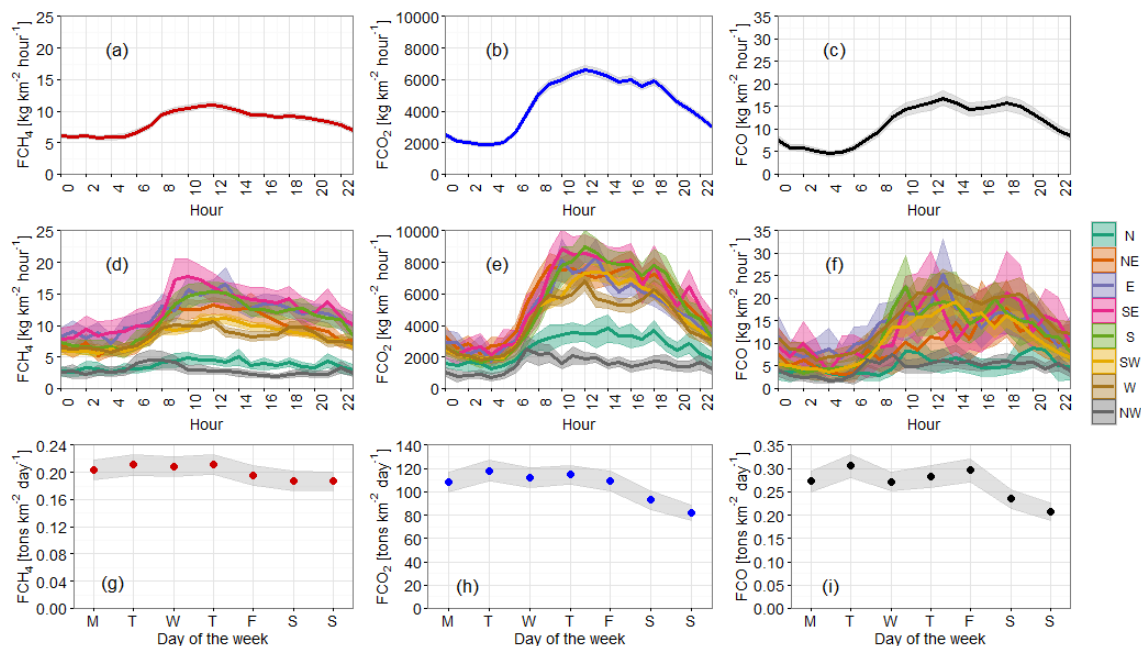 FCH₄ [kg km⁻² hour⁻¹]
25
20
15
10
5
0
(a)
0 2 4 6 8 10 12 14 16 18 20 22
Hour
FCO₂ [kg km⁻² hour⁻¹]
10000
8000
6000
4000
2000
0
(b)
0 2 4 6 8 10 12 14 16 18 20 22
Hour
FCO [kg km⁻² hour⁻¹]
35
30
25
20
15
10
5
0
(c)
0 2 4 6 8 10 12 14 16 18 20 22
Hour
FCH₄ [kg km⁻² hour⁻¹]
25
20
15
10
5
0
(d)
0 2 4 6 8 10 12 14 16 18 20 22
Hour
FCO₂ [kg km⁻² hour⁻¹]
10000
8000
6000
4000
2000
0
(e)
0 2 4 6 8 10 12 14 16 18 20 22
Hour
FCO [kg km⁻² hour⁻¹]
35
30
25
20
15
10
5
0
(f)
0 2 4 6 8 10 12 14 16 18 20 22
Hour
N
NE
E
SE
S
SW
W
NW
FCH₄ [tons km⁻² day⁻¹]
0.24
0.20
0.16
0.12
0.08
0.04
0.00
(g)
M T W T F S S
Day of the week
FCO₂ [tons km⁻² day⁻¹]
140
120
100
80
60
40
20
0
(h)
M T W T F S S
Day of the week
FCO [tons km⁻² day⁻¹]
0.35
0.30
0.25
0.20
0.15
0.10
0.05
0.00
(i)
M T W T F S S
Day of the week